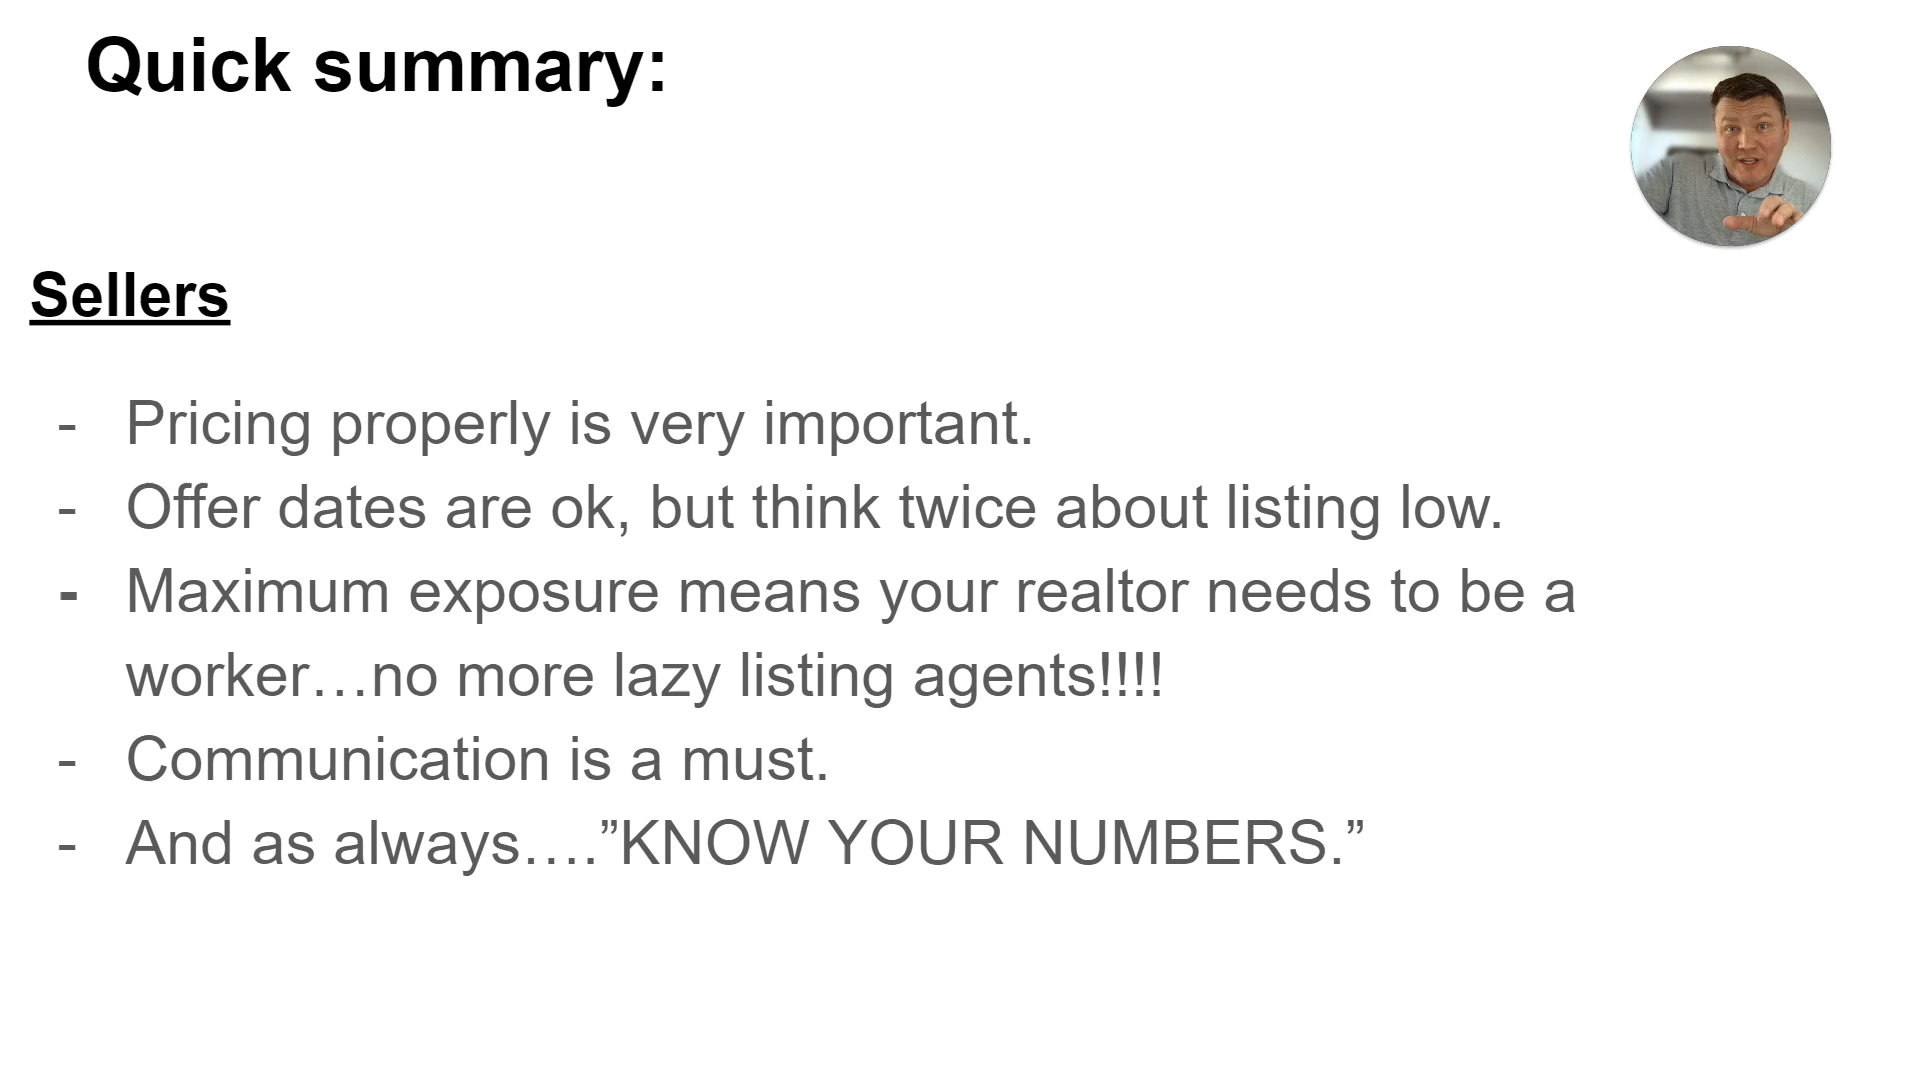 Quick summary:
Sellers
- Pricing properly is very important.
- Offer dates are ok, but think twice about listing low.
- Maximum exposure means your realtor needs to be a
worker…no more lazy listing agents!!!!
- Communication is a must.
- And as always….”KNOW YOUR NUMBERS.”